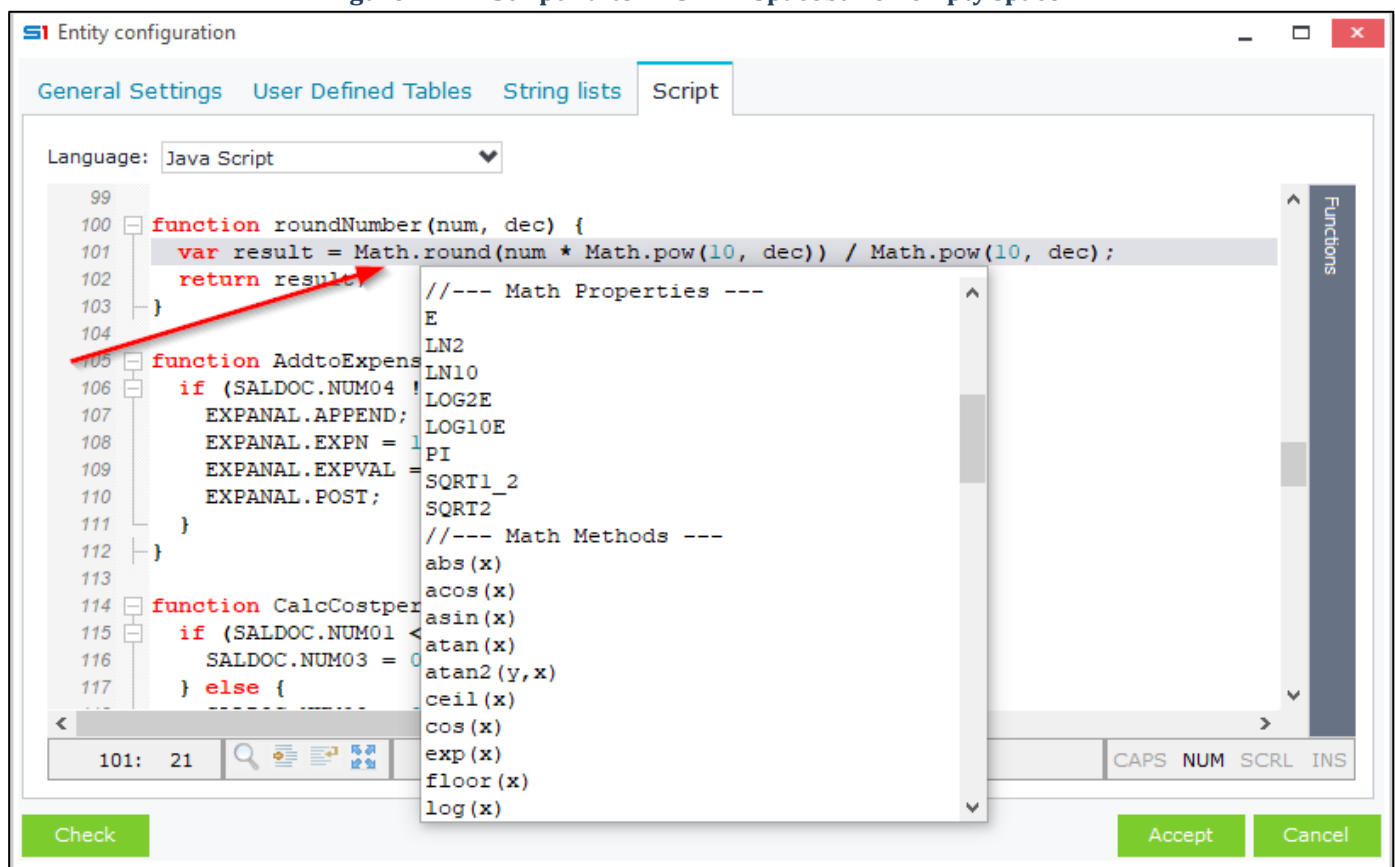 S1 Entity configuration
General Settings User Defined Tables String lists Script
Language: Java Script
Functions
99
100 function roundNumber(num, dec) {
101 var result = Math.round(num * Math.pow(10, dec)) / Math.pow(10, dec);
102 return result;
103 }
104
105 function AddtoExpens
106 if (SALDOC.NUM04 !
107 EXPANAL.APPEND;
108 EXPANAL.EXPN = 1
109 EXPANAL.EXPVAL =
110 EXPANAL.POST;
111 }
112 }
113
114 function CalcCostper
115 if (SALDOC.NUM01 <
116 SALDOC.NUM03 = 0
117 } else {
//--- Math Properties ---
E
LN2
LN10
LOG2E
LOG10E
PI
SQRT1_2
SQRT2
//--- Math Methods ---
abs(x)
acos(x)
asin(x)
atan(x)
atan2(y,x)
ceil(x)
cos(x)
exp(x)
floor(x)
log(x)
101: 21 CAPS NUM SCRL INS
Check Accept Cancel